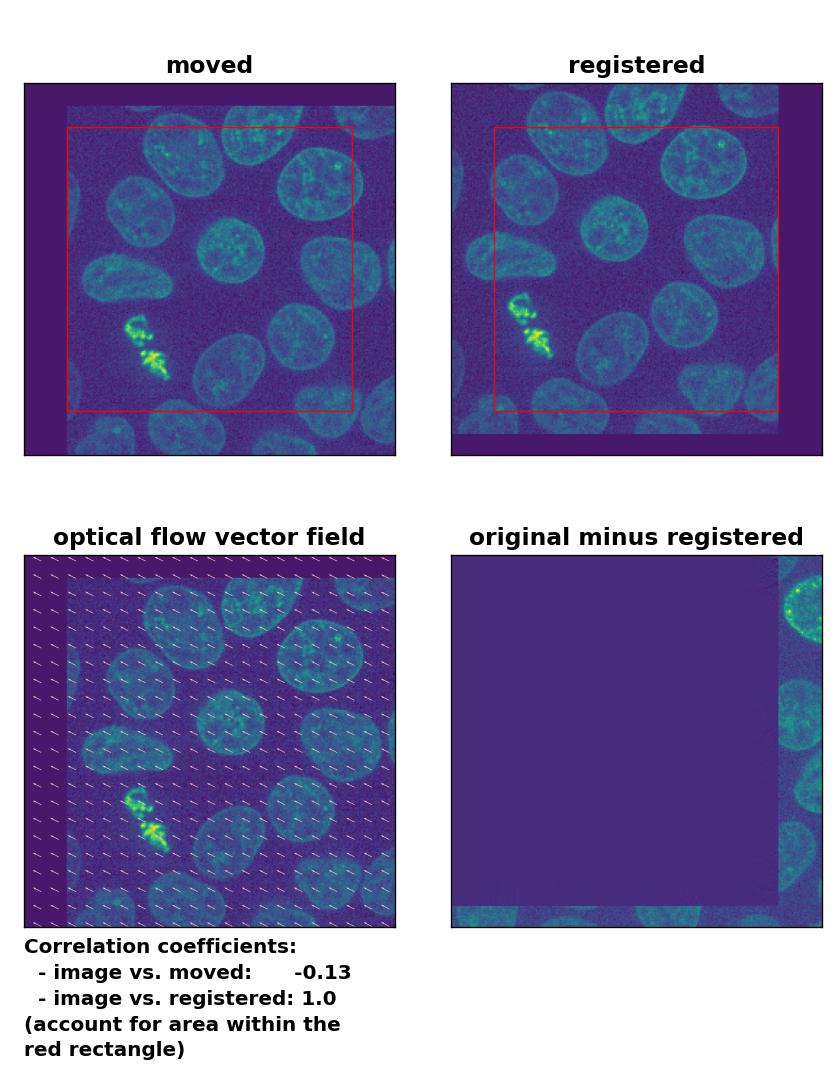 moved
registered
optical flow vector field
original minus registered
Correlation coefficients:
- image vs. moved: -0.13
- image vs. registered: 1.0
(account for area within the
red rectangle)